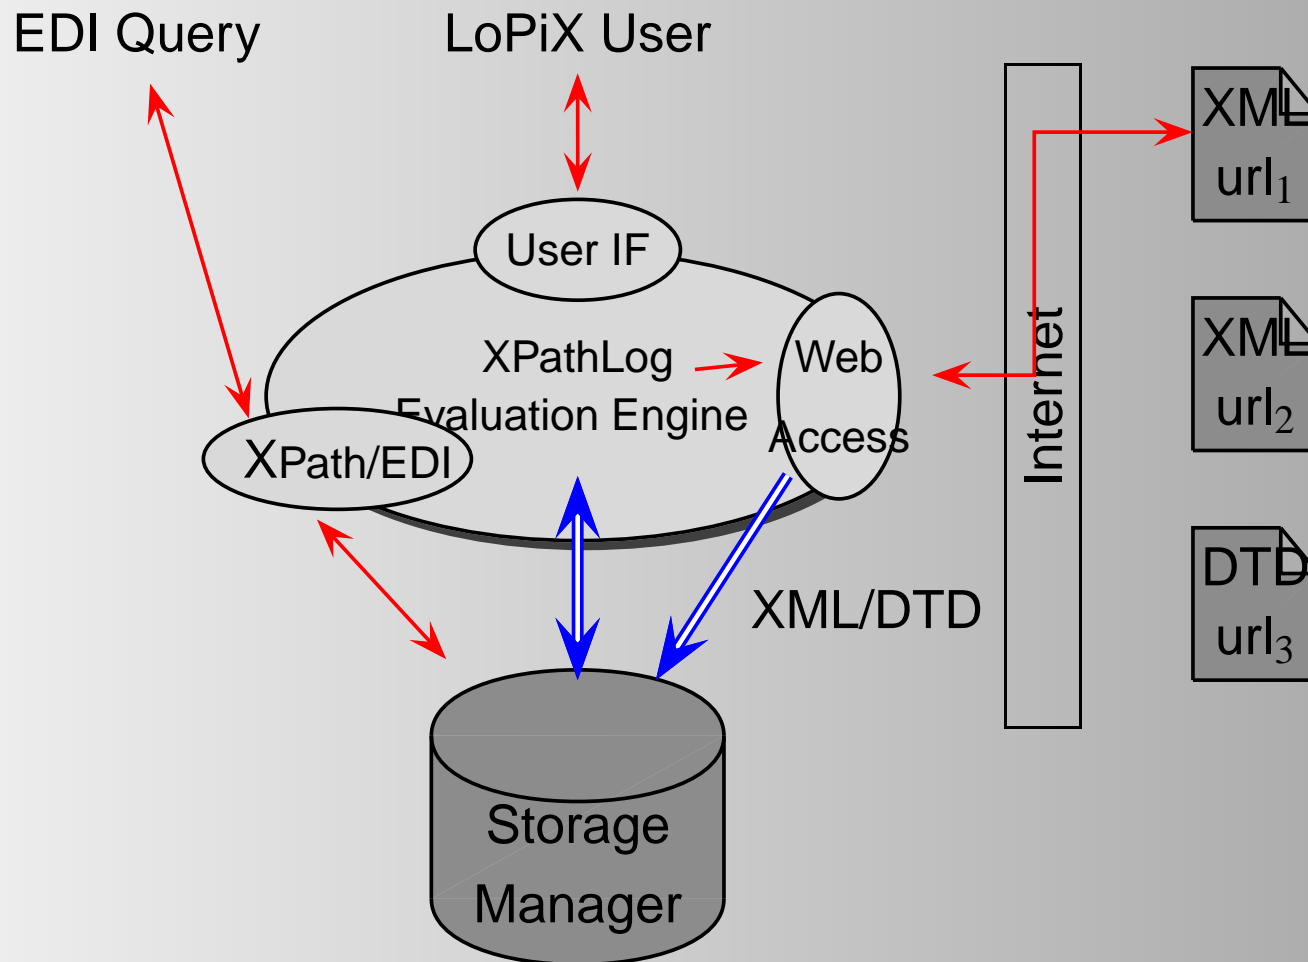 EDI Query
LoPiX User
XML
url₁
User IF
XPathLog
Evaluation Engine
Web
Access
XPath/EDI
Internet
XML
url₂
DTD
url₃
XML/DTD
Storage
Manager